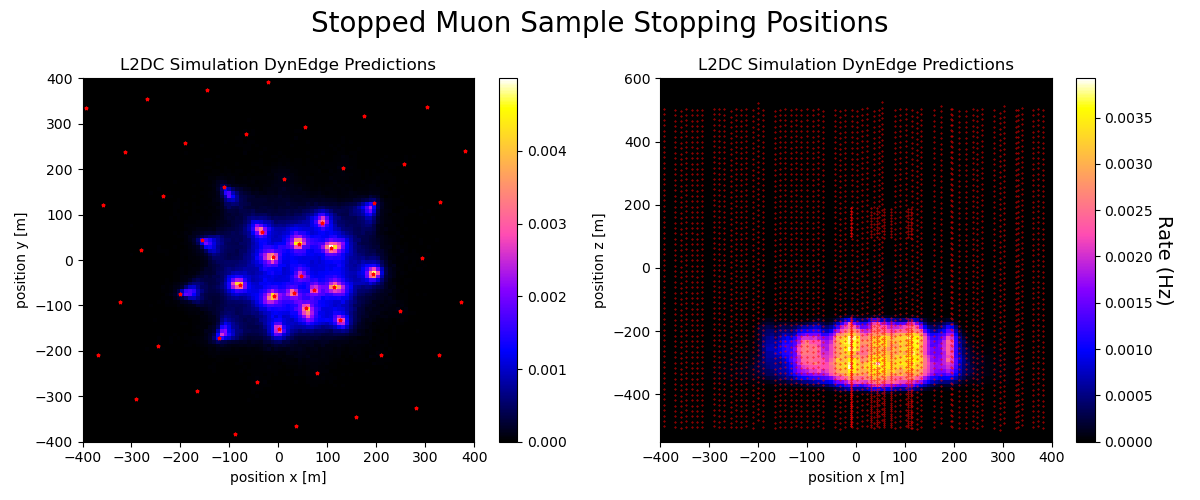 Stopped Muon Sample Stopping Positions
L2DC Simulation DynEdge Predictions
400
300
200
100
0
−100
−200
−300
−400
position y [m]
−400 −300 −200 −100 0 100 200 300 400
position x [m]
0.004
0.003
0.002
0.001
0.000
L2DC Simulation DynEdge Predictions
600
400
200
0
−200
−400
position z [m]
−400 −300 −200 −100 0 100 200 300 400
position x [m]
0.0035
0.0030
0.0025
0.0020
0.0015
0.0010
0.0005
0.0000
Rate (Hz)